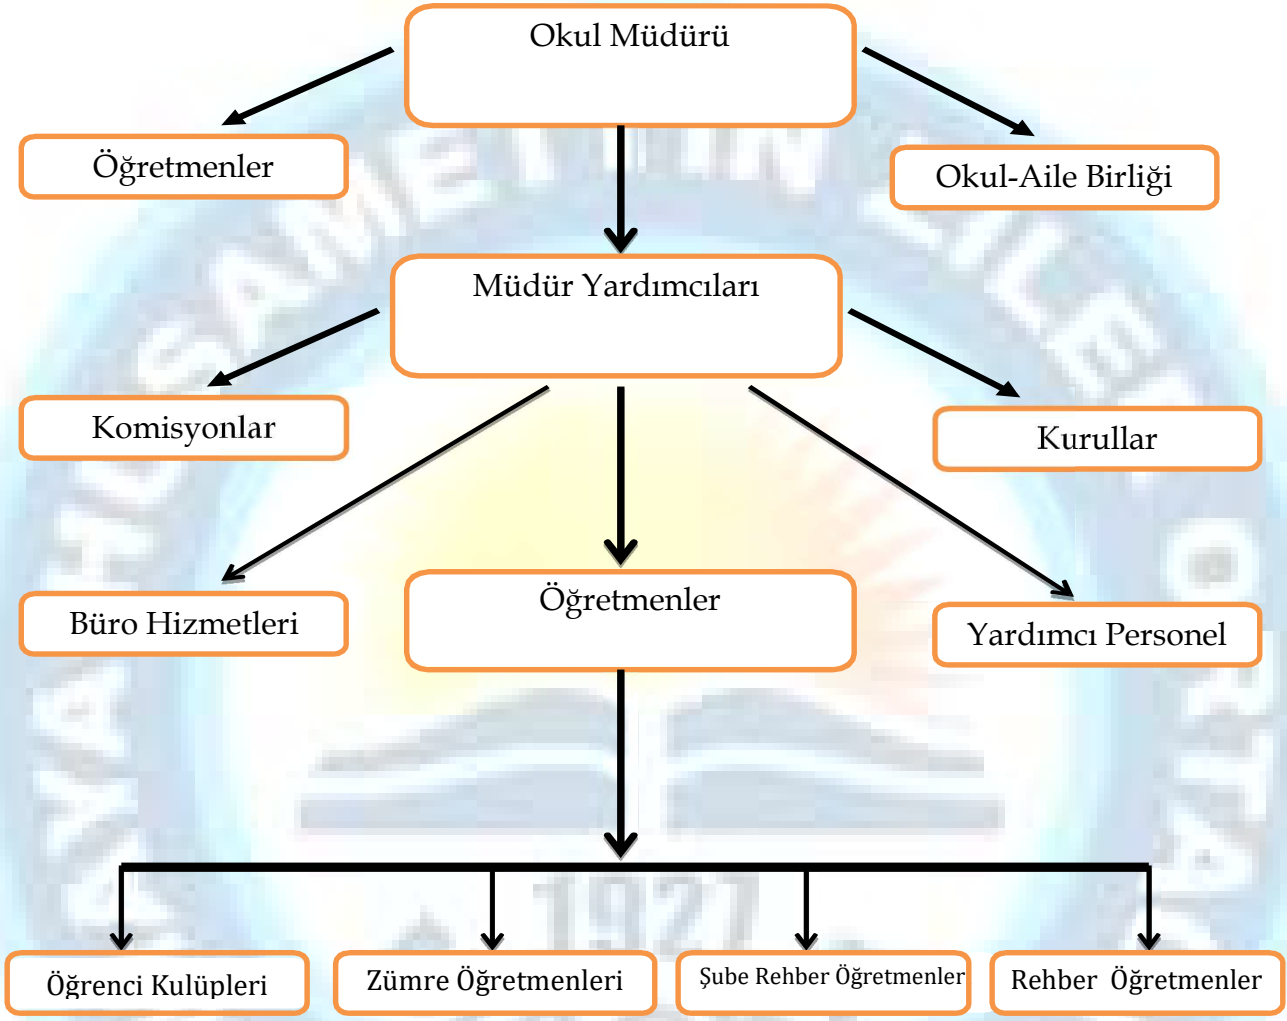 Okul Müdürü
Öğretmenler
Okul-Aile Birliği
Müdür Yardımcıları
Komisyonlar
Kurullar
Büro Hizmetleri
Öğretmenler
Yardımcı Personel
1927
Öğrenci Kulüpleri
Zümre Öğretmenleri
Şube Rehber Öğretmenler
Rehber Öğretmenler